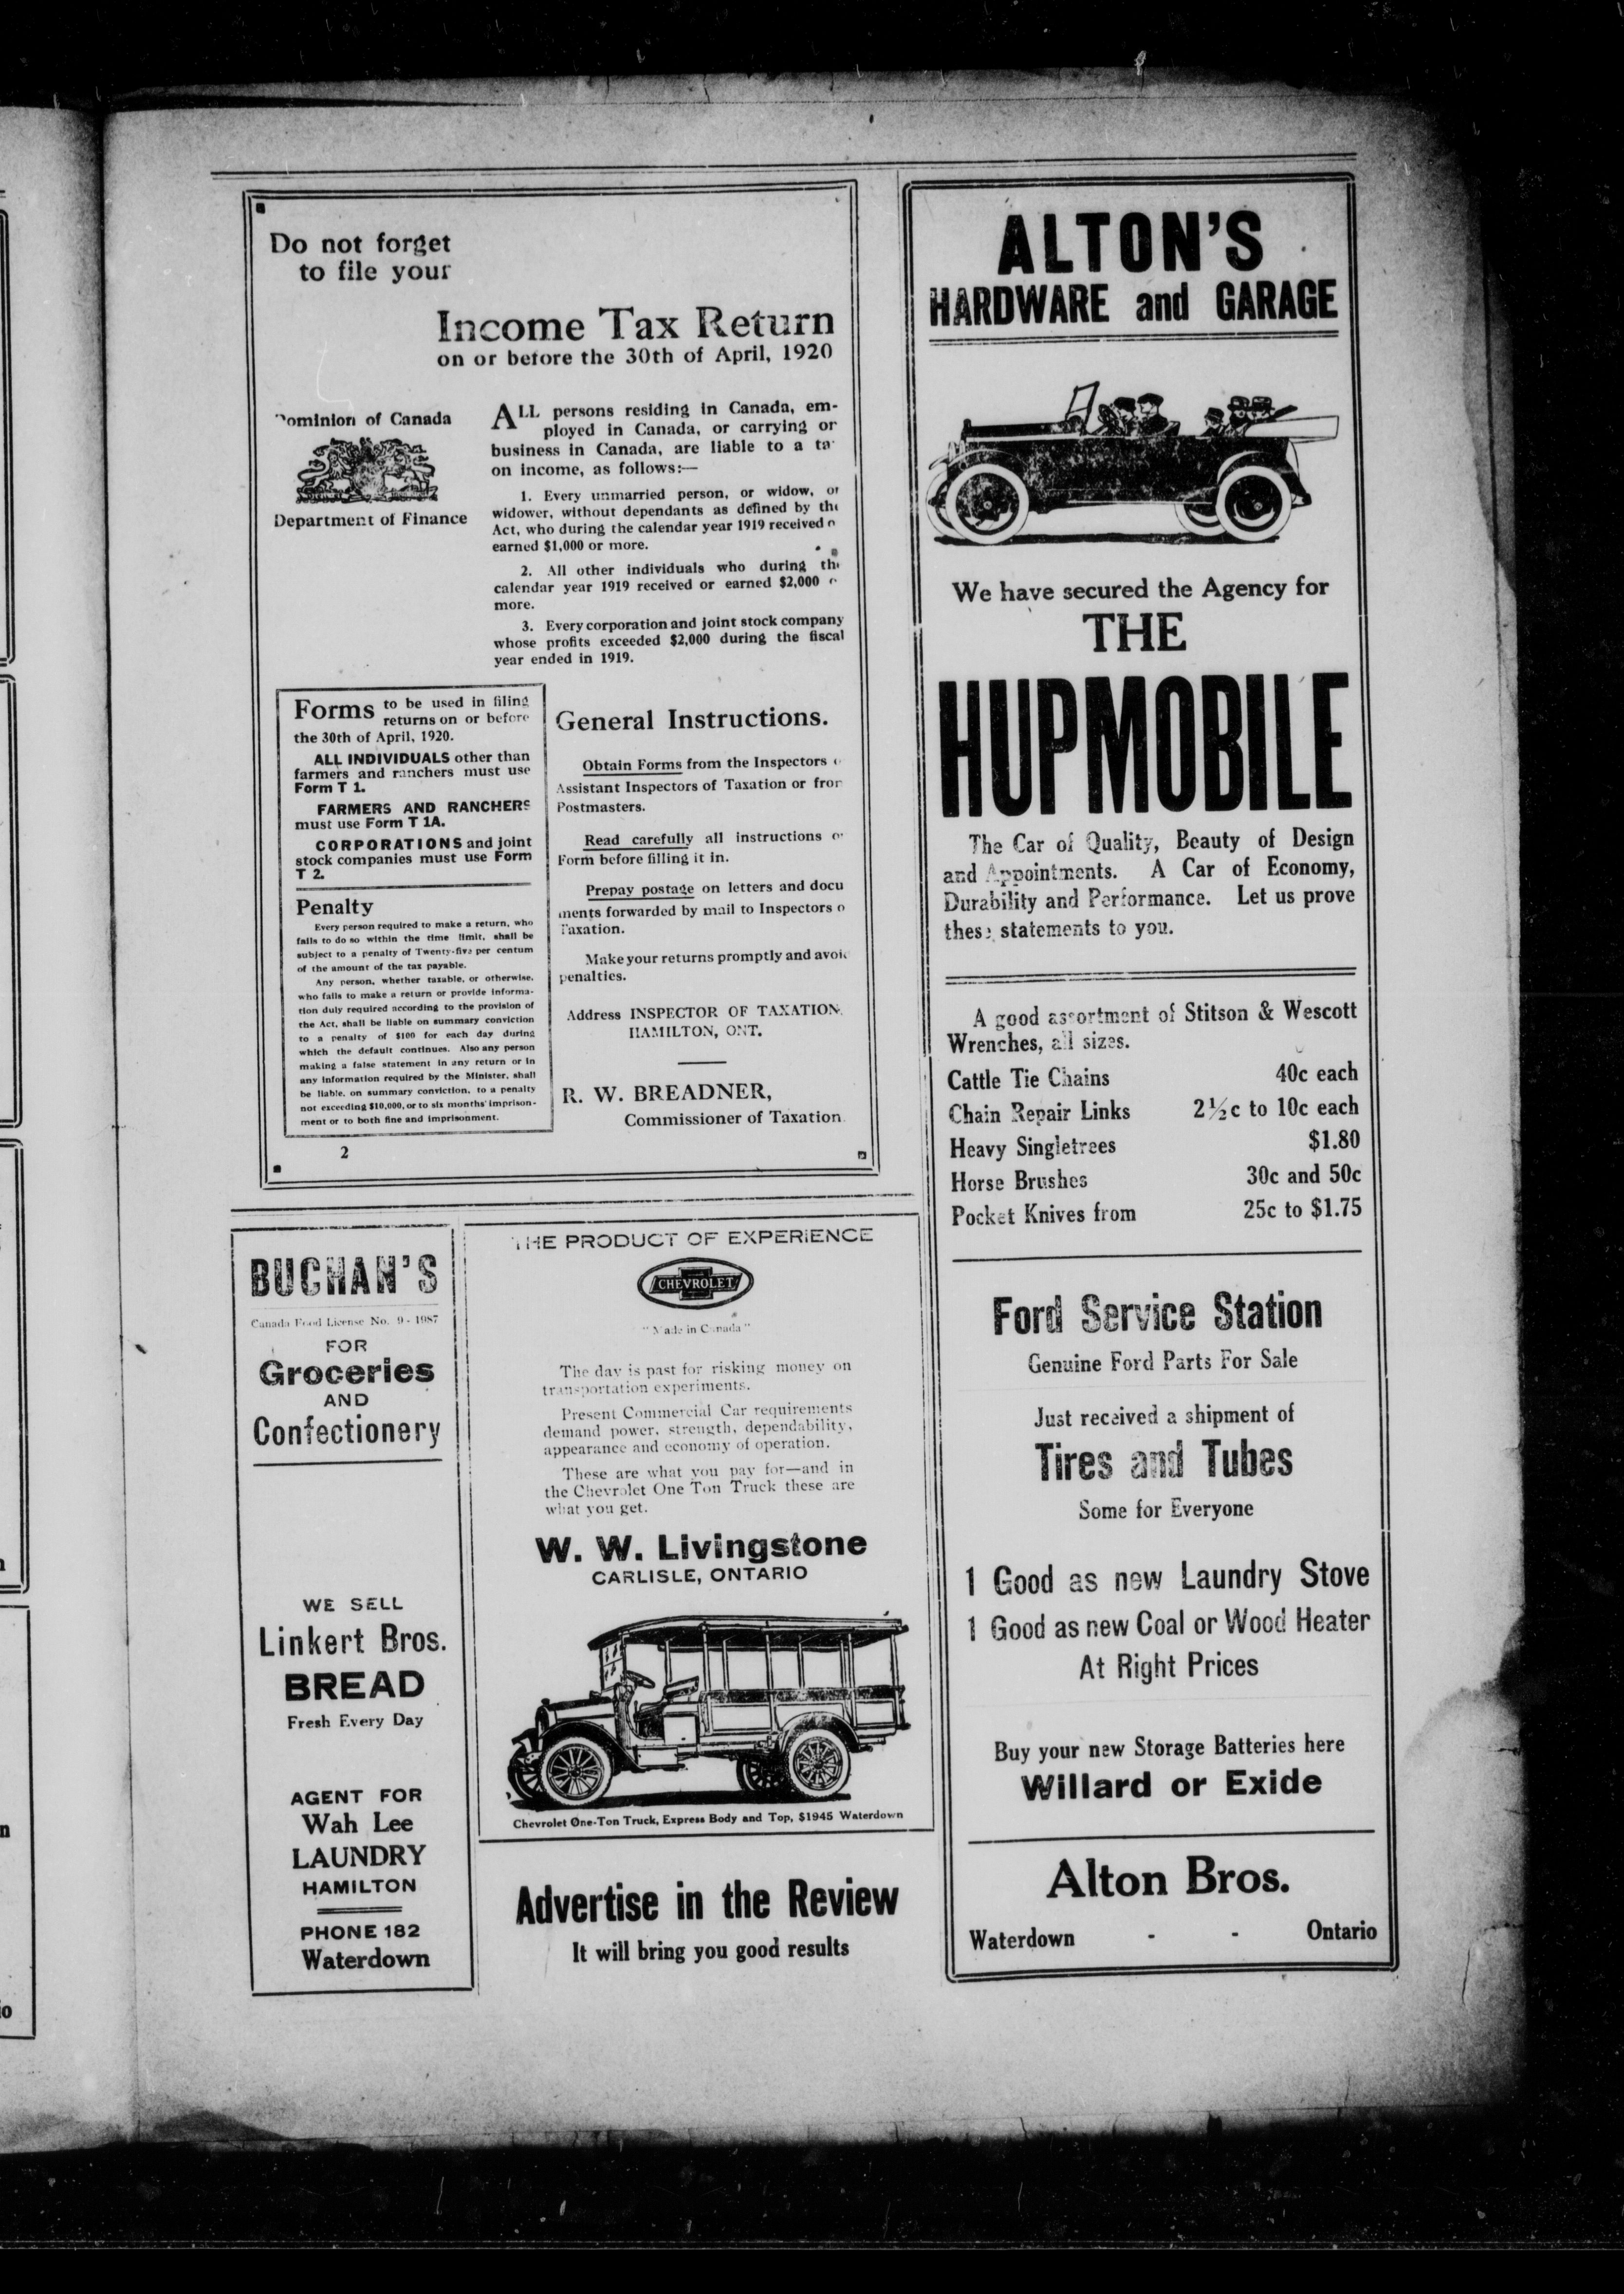 Do not forget
to file your
Income Tax Return
on or before the 30th of April, 1920
Dominion of Canada
Department of Finance
ALL persons residing in Canada, em-
ployed in Canada, or carrying or
business in Canada, are liable to a ta
on income, as follows:—
1. Every unmarried person, or widow, or
widower, without dependants as defined by the
Act, who during the calendar year 1919 received o
earned $1,000 or more.
2. All other individuals who during the
calendar year 1919 received or earned $2,000 o
more.
3. Every corporation and joint stock company
whose profits exceeded $2,000 during the fiscal
year ended in 1919.
Forms to be used in filing
returns on or before
the 30th of April, 1920.
ALL INDIVIDUALS other than
farmers and ranchers must use
Form T 1.
FARMERS AND RANCHERS
must use Form T 1A.
CORPORATIONS and joint
stock companies must use Form
T 2.
Penalty
Every person required to make a return, who
fails to do so within the time limit, shall be
subject to a penalty of Twenty-five per centum
of the amount of the tax payable.
Any person, whether taxable, or otherwise,
who fails to make a return or provide informa-
tion duly required according to the provision of
the Act, shall be liable on summary conviction
to a penalty of $100 for each day during
which the default continues. Also any person
making a false statement in any return or in
any information required by the Minister, shall
be liable, on summary conviction, to a penalty
not exceeding $10,000, or to six months' imprison-
ment or to both fine and imprisonment.
General Instructions.
Obtain Forms from the Inspectors o
Assistant Inspectors of Taxation or from
Postmasters.
Read carefully all instructions o
Form before filling it in.
Prepay postage on letters and docu
ments forwarded by mail to Inspectors o
Taxation.
Make your returns promptly and avoid
penalties.
Address INSPECTOR OF TAXATION,
HAMILTON, ONT.
R. W. BREADNER,
Commissioner of Taxation.
2
BUCHAN'S
Canada Food License No. 9 - 1987
FOR
Groceries
AND
Confectionery
WE SELL
Linkert Bros.
BREAD
Fresh Every Day
AGENT FOR
Wah Lee
LAUNDRY
HAMILTON
PHONE 182
Waterdown
THE PRODUCT OF EXPERIENCE
CHEVROLET
"Made in Canada"
The day is past for risking money on
transportation experiments.
Present Commercial Car requirements
demand power, strength, dependability,
appearance and economy of operation.
These are what you pay for—and in
the Chevrolet One Ton Truck these are
what you get.
W. W. Livingstone
CARLISLE, ONTARIO
Chevrolet One-Ton Truck, Express Body and Top, $1945 Waterdown
Advertise in the Review
It will bring you good results
ALTON'S
HARDWARE and GARAGE
We have secured the Agency for
THE
HUPMOBILE
The Car of Quality, Beauty of Design
and Appointments. A Car of Economy,
Durability and Performance. Let us prove
these statements to you.
A good assortment of Stitson & Wescott
Wrenches, all sizes.
Cattle Tie Chains 40c each
Chain Repair Links 2½c to 10c each
Heavy Singletrees $1.80
Horse Brushes 30c and 50c
Pocket Knives from 25c to $1.75
Ford Service Station
Genuine Ford Parts For Sale
Just received a shipment of
Tires and Tubes
Some for Everyone
1 Good as new Laundry Stove
1 Good as new Coal or Wood Heater
At Right Prices
Buy your new Storage Batteries here
Willard or Exide
Alton Bros.
Waterdown - - Ontario